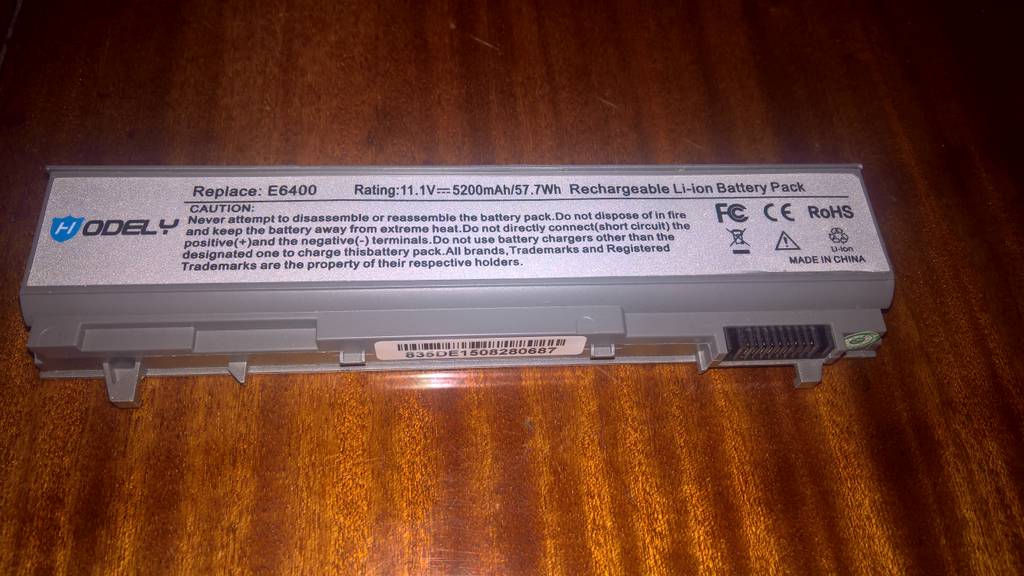 Replace: E6400 Rating:11.1V 5200mAh/57.7Wh Rechargeable Li-ion Battery Pack
HODELY
CAUTION:
Never attempt to disassemble or reassemble the battery pack.Do not dispose of in fire
and keep the battery away from extreme heat.Do not directly connect(short circuit) the
positive(+)and the negative(-) terminals.Do not use battery chargers other than the
designated one to charge thisbattery pack.All brands,Trademarks and Registered
Trademarks are the property of their respective holders.
FC CE RoHS
Li-ion
MADE IN CHINA
835DE1508280687